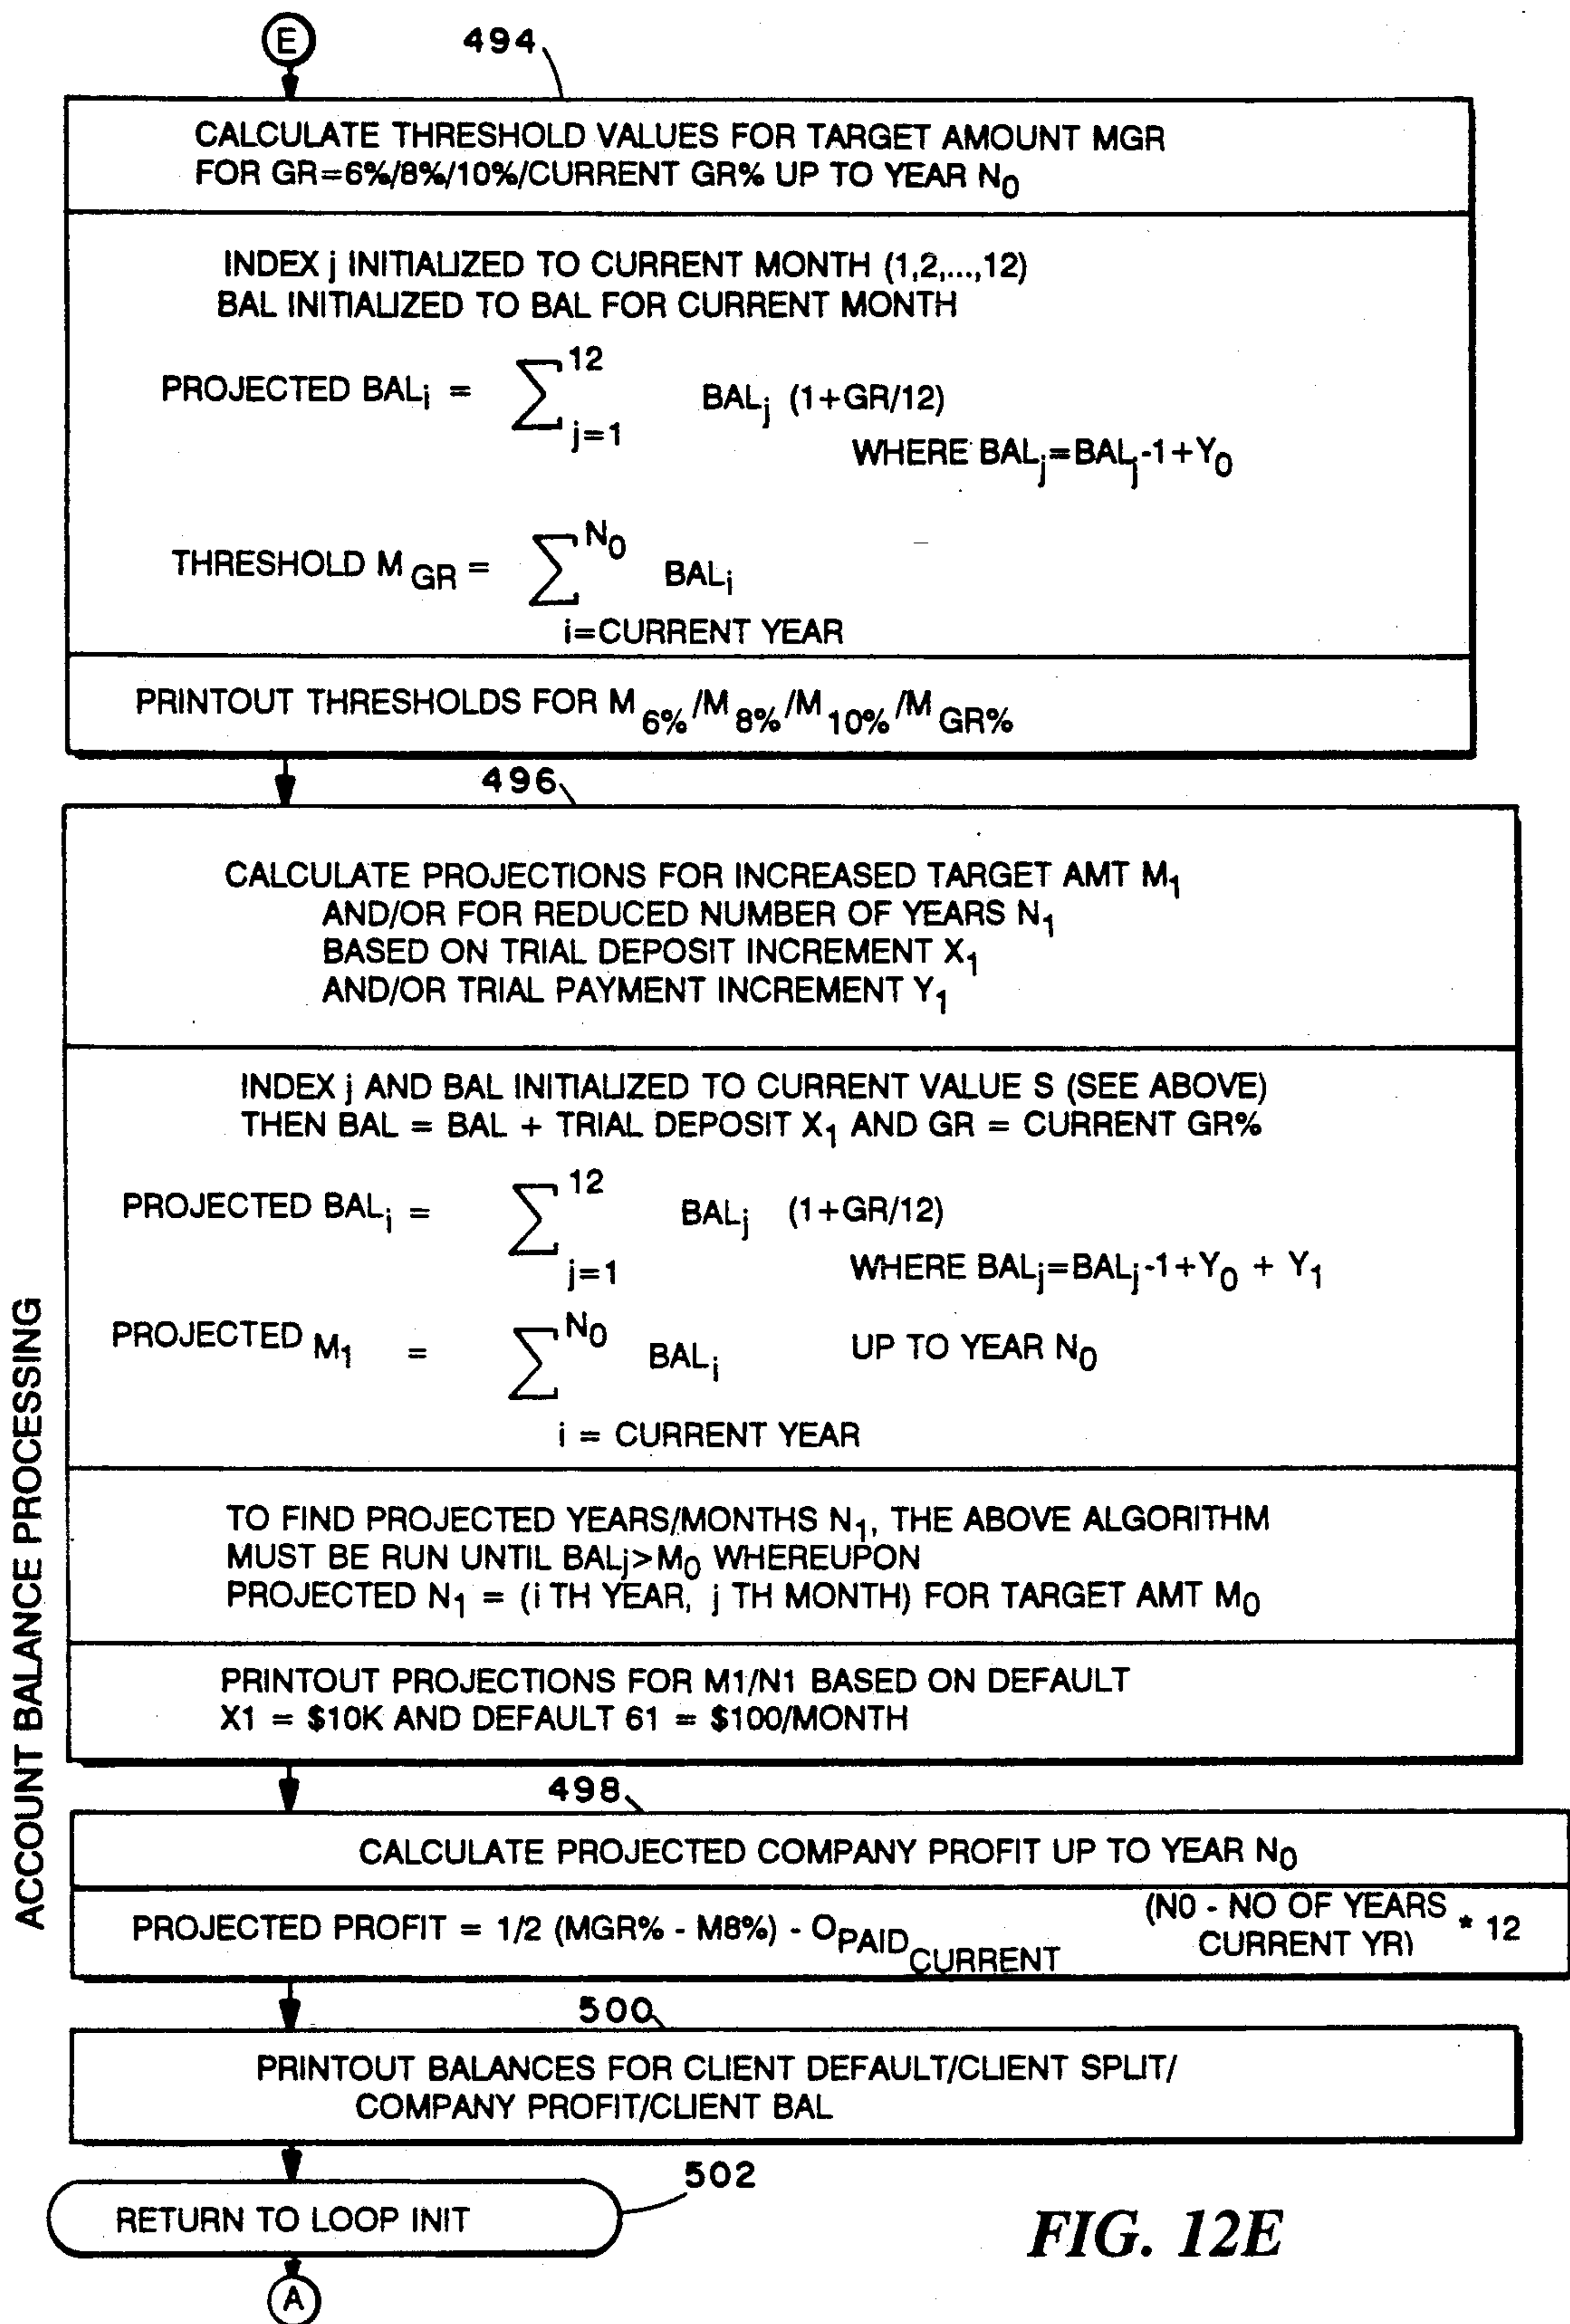 E
494
CALCULATE THRESHOLD VALUES FOR TARGET AMOUNT MGR
FOR GR=6%/8%/10%/CURRENT GR% UP TO YEAR N0
INDEX j INITIALIZED TO CURRENT MONTH (1,2,...,12)
BAL INITIALIZED TO BAL FOR CURRENT MONTH
PROJECTED BALi = ∑ 12 j=1 BALj (1+GR/12)
WHERE BALj=BALj-1+Y0
THRESHOLD M GR = ∑ N0 BALi
i=CURRENT YEAR
PRINTOUT THRESHOLDS FOR M 6% /M 8% /M 10% /M GR%
496
CALCULATE PROJECTIONS FOR INCREASED TARGET AMT M1
AND/OR FOR REDUCED NUMBER OF YEARS N1
BASED ON TRIAL DEPOSIT INCREMENT X1
AND/OR TRIAL PAYMENT INCREMENT Y1
INDEX j AND BAL INITIALIZED TO CURRENT VALUE S (SEE ABOVE)
THEN BAL = BAL + TRIAL DEPOSIT X1 AND GR = CURRENT GR%
PROJECTED BALi = ∑ 12 j=1 BALj (1+GR/12)
WHERE BALj=BALj-1+Y0 + Y1
PROJECTED M1 = ∑ N0 BALi UP TO YEAR N0
i = CURRENT YEAR
TO FIND PROJECTED YEARS/MONTHS N1, THE ABOVE ALGORITHM
MUST BE RUN UNTIL BALj>M0 WHEREUPON
PROJECTED N1 = (i TH YEAR, j TH MONTH) FOR TARGET AMT M0
PRINTOUT PROJECTIONS FOR M1/N1 BASED ON DEFAULT
X1 = $10K AND DEFAULT 61 = $100/MONTH
ACCOUNT BALANCE PROCESSING
498
CALCULATE PROJECTED COMPANY PROFIT UP TO YEAR N0
PROJECTED PROFIT = 1/2 (MGR% - M8%) - OPAID CURRENT (N0 - NO OF YEARS CURRENT YR) * 12
500
PRINTOUT BALANCES FOR CLIENT DEFAULT/CLIENT SPLIT/
COMPANY PROFIT/CLIENT BAL
502
RETURN TO LOOP INIT
FIG. 12E
A